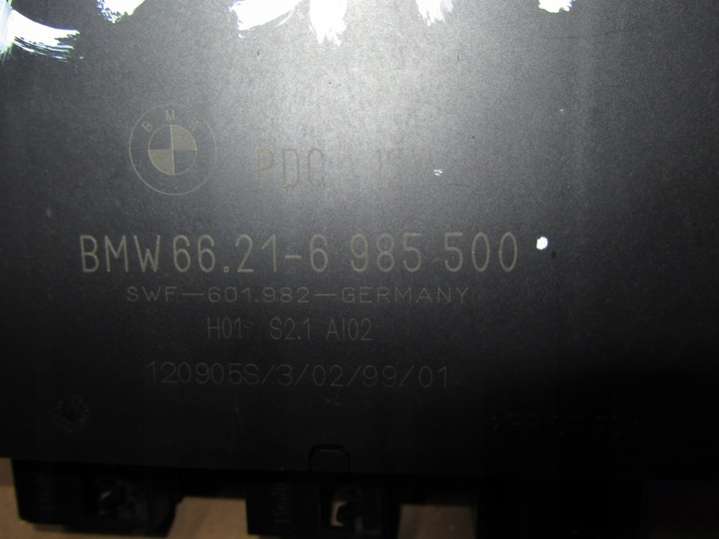 BMW
PDC
BMW 66.21-6 985 500
SWF-601.982-GERMANY
H01 S2.1 AI02
120905S/3/02/99/01